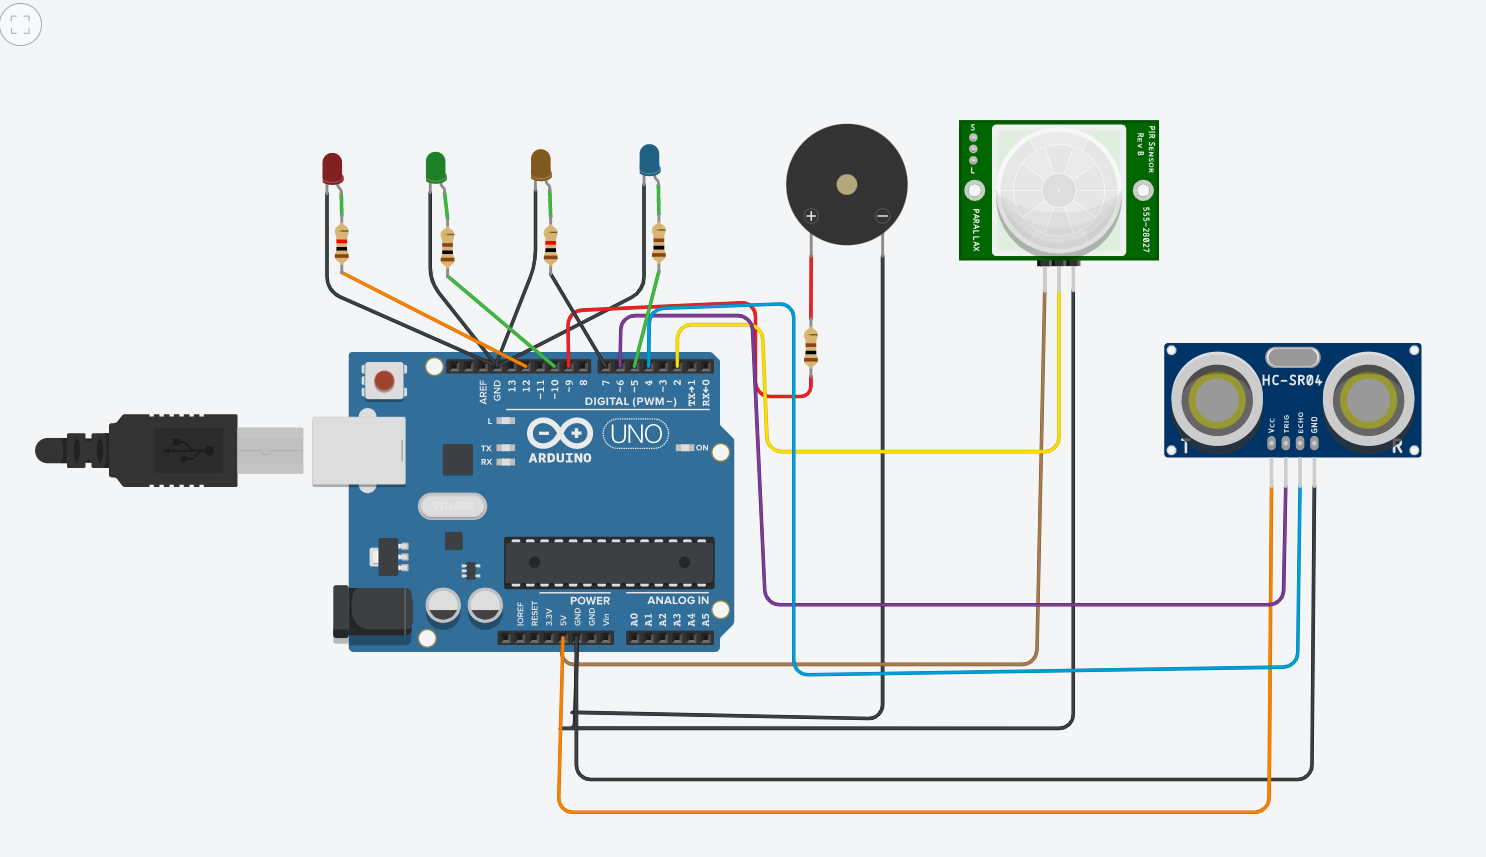 S
L
PARALLAX
PIR SENSOR
REV B
555-28027
+
−
AREF
GND
13
12
~11
~10
~9
8
7
~6
~5
4
~3
2
TX→1
RX←0
DIGITAL (PWM~)
L
TX
RX
UNO
ON
ARDUINO
HC-SR04
VCC
TRIG
ECHO
GND
T
R
POWER
ANALOG IN
IOREF
RESET
3.3V
5V
GND
GND
Vin
A0
A1
A2
A3
A4
A5